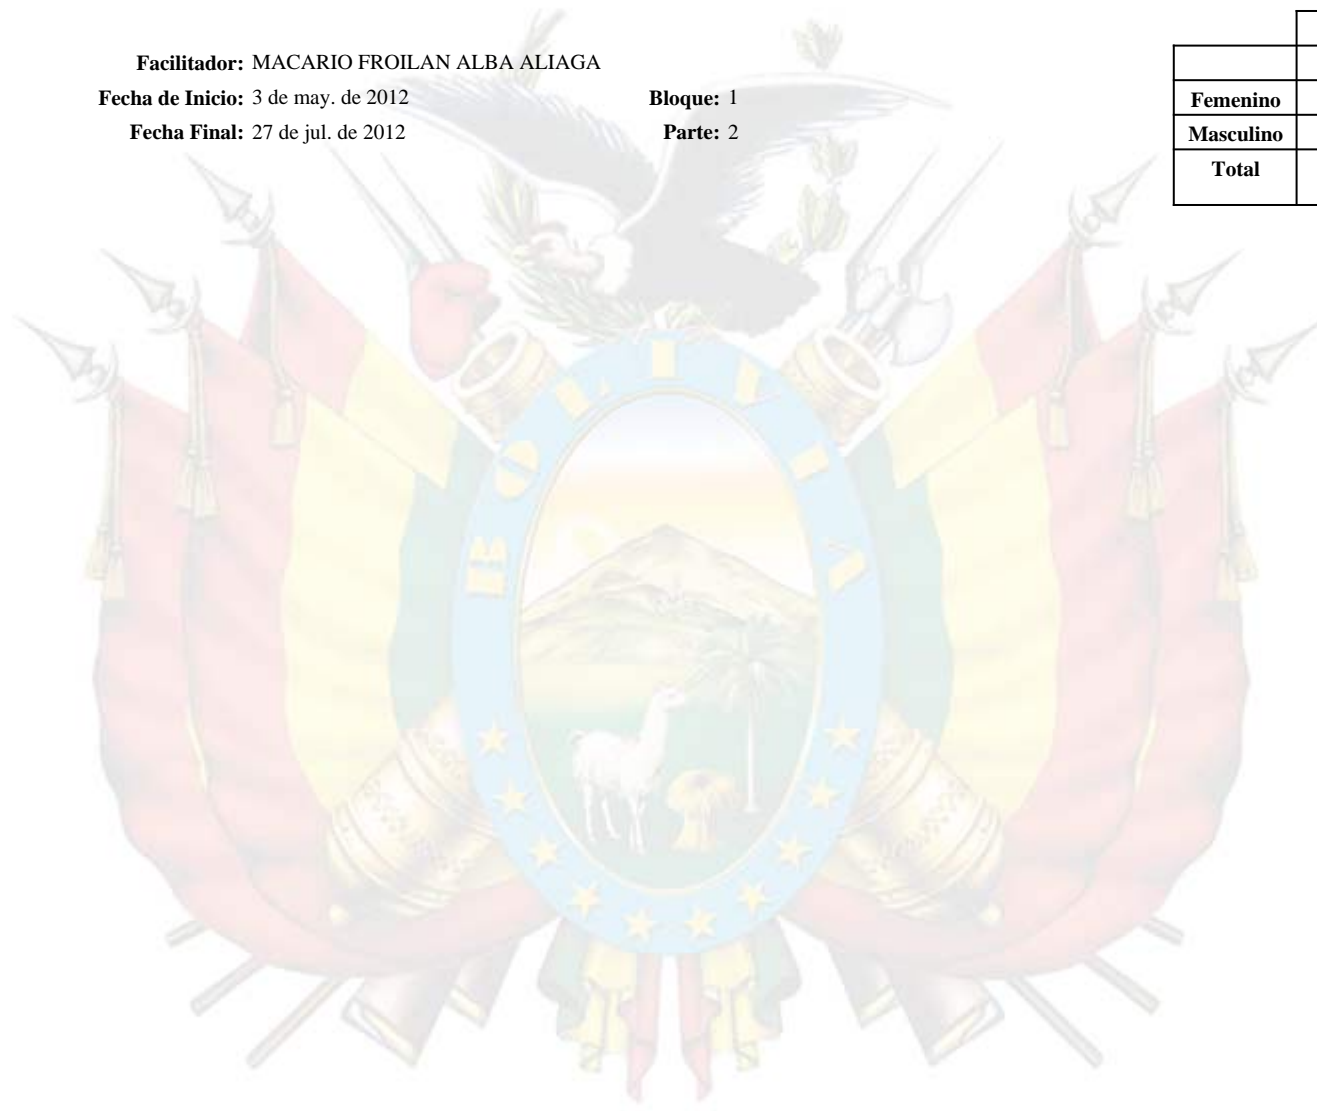 Facilitador: MACARIO FROILAN ALBA ALIAGA
Fecha de Inicio: 3 de may. de 2012 Bloque: 1
Fecha Final: 27 de jul. de 2012 Parte: 2
Femenino
Masculino
Total
BOLIVIA